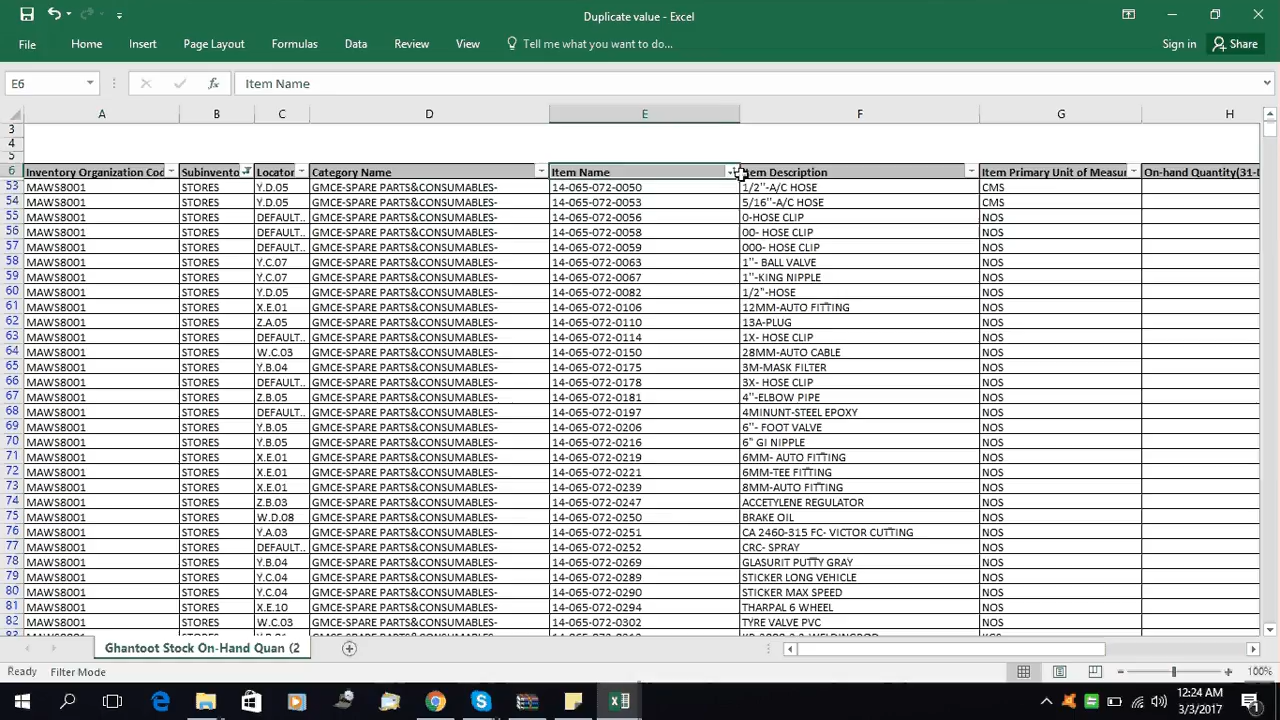 Duplicate value - Excel
File Home Insert Page Layout Formulas Data Review View Tell me what you want to do... Sign in Share
E6 fx Item Name
A B C D E F G H
3
4
5
6 Inventory Organization Cod Subinvento Locator Category Name Item Name Item Description Item Primary Unit of Measur On-hand Quantity(31-D
53 MAWS8001 STORES Y.D.05 GMCE-SPARE PARTS&CONSUMABLES- 14-065-072-0050 1/2"-A/C HOSE CMS
54 MAWS8001 STORES Y.D.05 GMCE-SPARE PARTS&CONSUMABLES- 14-065-072-0053 5/16"-A/C HOSE CMS
55 MAWS8001 STORES DEFAULT.. GMCE-SPARE PARTS&CONSUMABLES- 14-065-072-0056 0-HOSE CLIP NOS
56 MAWS8001 STORES DEFAULT.. GMCE-SPARE PARTS&CONSUMABLES- 14-065-072-0058 00- HOSE CLIP NOS
57 MAWS8001 STORES DEFAULT.. GMCE-SPARE PARTS&CONSUMABLES- 14-065-072-0059 000- HOSE CLIP NOS
58 MAWS8001 STORES Y.C.07 GMCE-SPARE PARTS&CONSUMABLES- 14-065-072-0063 1"- BALL VALVE NOS
59 MAWS8001 STORES Y.C.07 GMCE-SPARE PARTS&CONSUMABLES- 14-065-072-0067 1"-KING NIPPLE NOS
60 MAWS8001 STORES Y.D.05 GMCE-SPARE PARTS&CONSUMABLES- 14-065-072-0082 1/2"-HOSE NOS
61 MAWS8001 STORES X.E.01 GMCE-SPARE PARTS&CONSUMABLES- 14-065-072-0106 12MM-AUTO FITTING NOS
62 MAWS8001 STORES Z.A.05 GMCE-SPARE PARTS&CONSUMABLES- 14-065-072-0110 13A-PLUG NOS
63 MAWS8001 STORES DEFAULT.. GMCE-SPARE PARTS&CONSUMABLES- 14-065-072-0114 1X- HOSE CLIP NOS
64 MAWS8001 STORES W.C.03 GMCE-SPARE PARTS&CONSUMABLES- 14-065-072-0150 28MM-AUTO CABLE NOS
65 MAWS8001 STORES Y.B.04 GMCE-SPARE PARTS&CONSUMABLES- 14-065-072-0175 3M-MASK FILTER NOS
66 MAWS8001 STORES DEFAULT.. GMCE-SPARE PARTS&CONSUMABLES- 14-065-072-0178 3X- HOSE CLIP NOS
67 MAWS8001 STORES Z.B.05 GMCE-SPARE PARTS&CONSUMABLES- 14-065-072-0181 4"-ELBOW PIPE NOS
68 MAWS8001 STORES DEFAULT.. GMCE-SPARE PARTS&CONSUMABLES- 14-065-072-0197 4MINUNT-STEEL EPOXY NOS
69 MAWS8001 STORES Y.B.05 GMCE-SPARE PARTS&CONSUMABLES- 14-065-072-0206 6"- FOOT VALVE NOS
70 MAWS8001 STORES Y.B.05 GMCE-SPARE PARTS&CONSUMABLES- 14-065-072-0216 6" GI NIPPLE NOS
71 MAWS8001 STORES X.E.01 GMCE-SPARE PARTS&CONSUMABLES- 14-065-072-0219 6MM- AUTO FITTING NOS
72 MAWS8001 STORES X.E.01 GMCE-SPARE PARTS&CONSUMABLES- 14-065-072-0221 6MM-TEE FITTING NOS
73 MAWS8001 STORES X.E.01 GMCE-SPARE PARTS&CONSUMABLES- 14-065-072-0239 8MM-AUTO FITTING NOS
74 MAWS8001 STORES Z.B.03 GMCE-SPARE PARTS&CONSUMABLES- 14-065-072-0247 ACCETYLENE REGULATOR NOS
75 MAWS8001 STORES W.D.08 GMCE-SPARE PARTS&CONSUMABLES- 14-065-072-0250 BRAKE OIL NOS
76 MAWS8001 STORES Y.A.03 GMCE-SPARE PARTS&CONSUMABLES- 14-065-072-0251 CA 2460-315 FC- VICTOR CUTTING NOS
77 MAWS8001 STORES DEFAULT.. GMCE-SPARE PARTS&CONSUMABLES- 14-065-072-0252 CRC- SPRAY NOS
78 MAWS8001 STORES Y.B.04 GMCE-SPARE PARTS&CONSUMABLES- 14-065-072-0269 GLASURIT PUTTY GRAY NOS
79 MAWS8001 STORES Y.C.04 GMCE-SPARE PARTS&CONSUMABLES- 14-065-072-0289 STICKER LONG VEHICLE NOS
80 MAWS8001 STORES Y.C.04 GMCE-SPARE PARTS&CONSUMABLES- 14-065-072-0290 STICKER MAX SPEED NOS
81 MAWS8001 STORES X.E.10 GMCE-SPARE PARTS&CONSUMABLES- 14-065-072-0294 THARPAL 6 WHEEL NOS
82 MAWS8001 STORES W.C.03 GMCE-SPARE PARTS&CONSUMABLES- 14-065-072-0302 TYRE VALVE PVC NOS
Ghantoot Stock On-Hand Quan (2
Ready Filter Mode 100%
12:24 AM
3/3/2017